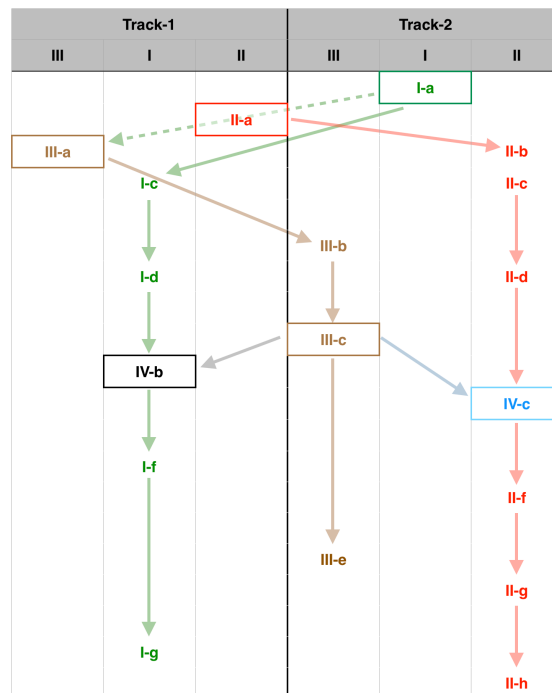 Track-1 Track-2
III I II III I II
I-a
II-a
III-a II-b
I-c II-c
III-b
I-d II-d
III-c
IV-b
IV-c
I-f
II-f
III-e
II-g
I-g
II-h